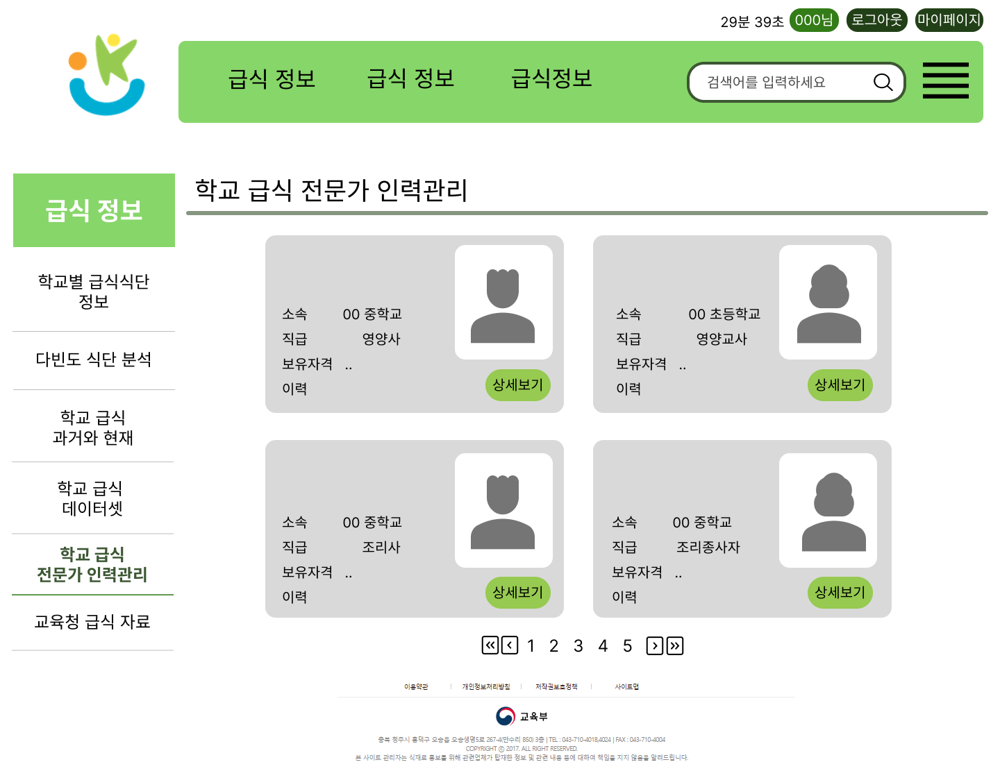 29분 39초 000님 로그아웃 마이페이지
급식 정보 급식 정보 급식정보 검색어를 입력하세요
급식 정보
학교별 급식식단
정보
다빈도 식단 분석
학교 급식
과거와 현재
학교 급식
데이터셋
학교 급식
전문가 인력관리
교육청 급식 자료
학교 급식 전문가 인력관리
소속 00 중학교
직급 영양사
보유자격 ..
이력
상세보기
소속 00 초등학교
직급 영양교사
보유자격 ..
이력
상세보기
소속 00 중학교
직급 조리사
보유자격 ..
이력
상세보기
소속 00 중학교
직급 조리종사자
보유자격 ..
이력
상세보기
1 2 3 4 5
이용약관 | 개인정보처리방침 | 저작권보호정책 | 사이트맵
교육부
충북 청주시 흥덕구 오송읍 오송생명5로 267-4(만수리 850) 3층 | TEL : 043-710-4018,4024 | FAX : 043-710-4004
COPYRIGHT ⓒ 2017. ALL RIGHT RESERVED.
본 사이트 관리자는 식재료 홍보를 위해 관련업체가 탑재한 정보 및 관련 내용 등에 대하여 책임을 지지 않음을 알려드립니다.